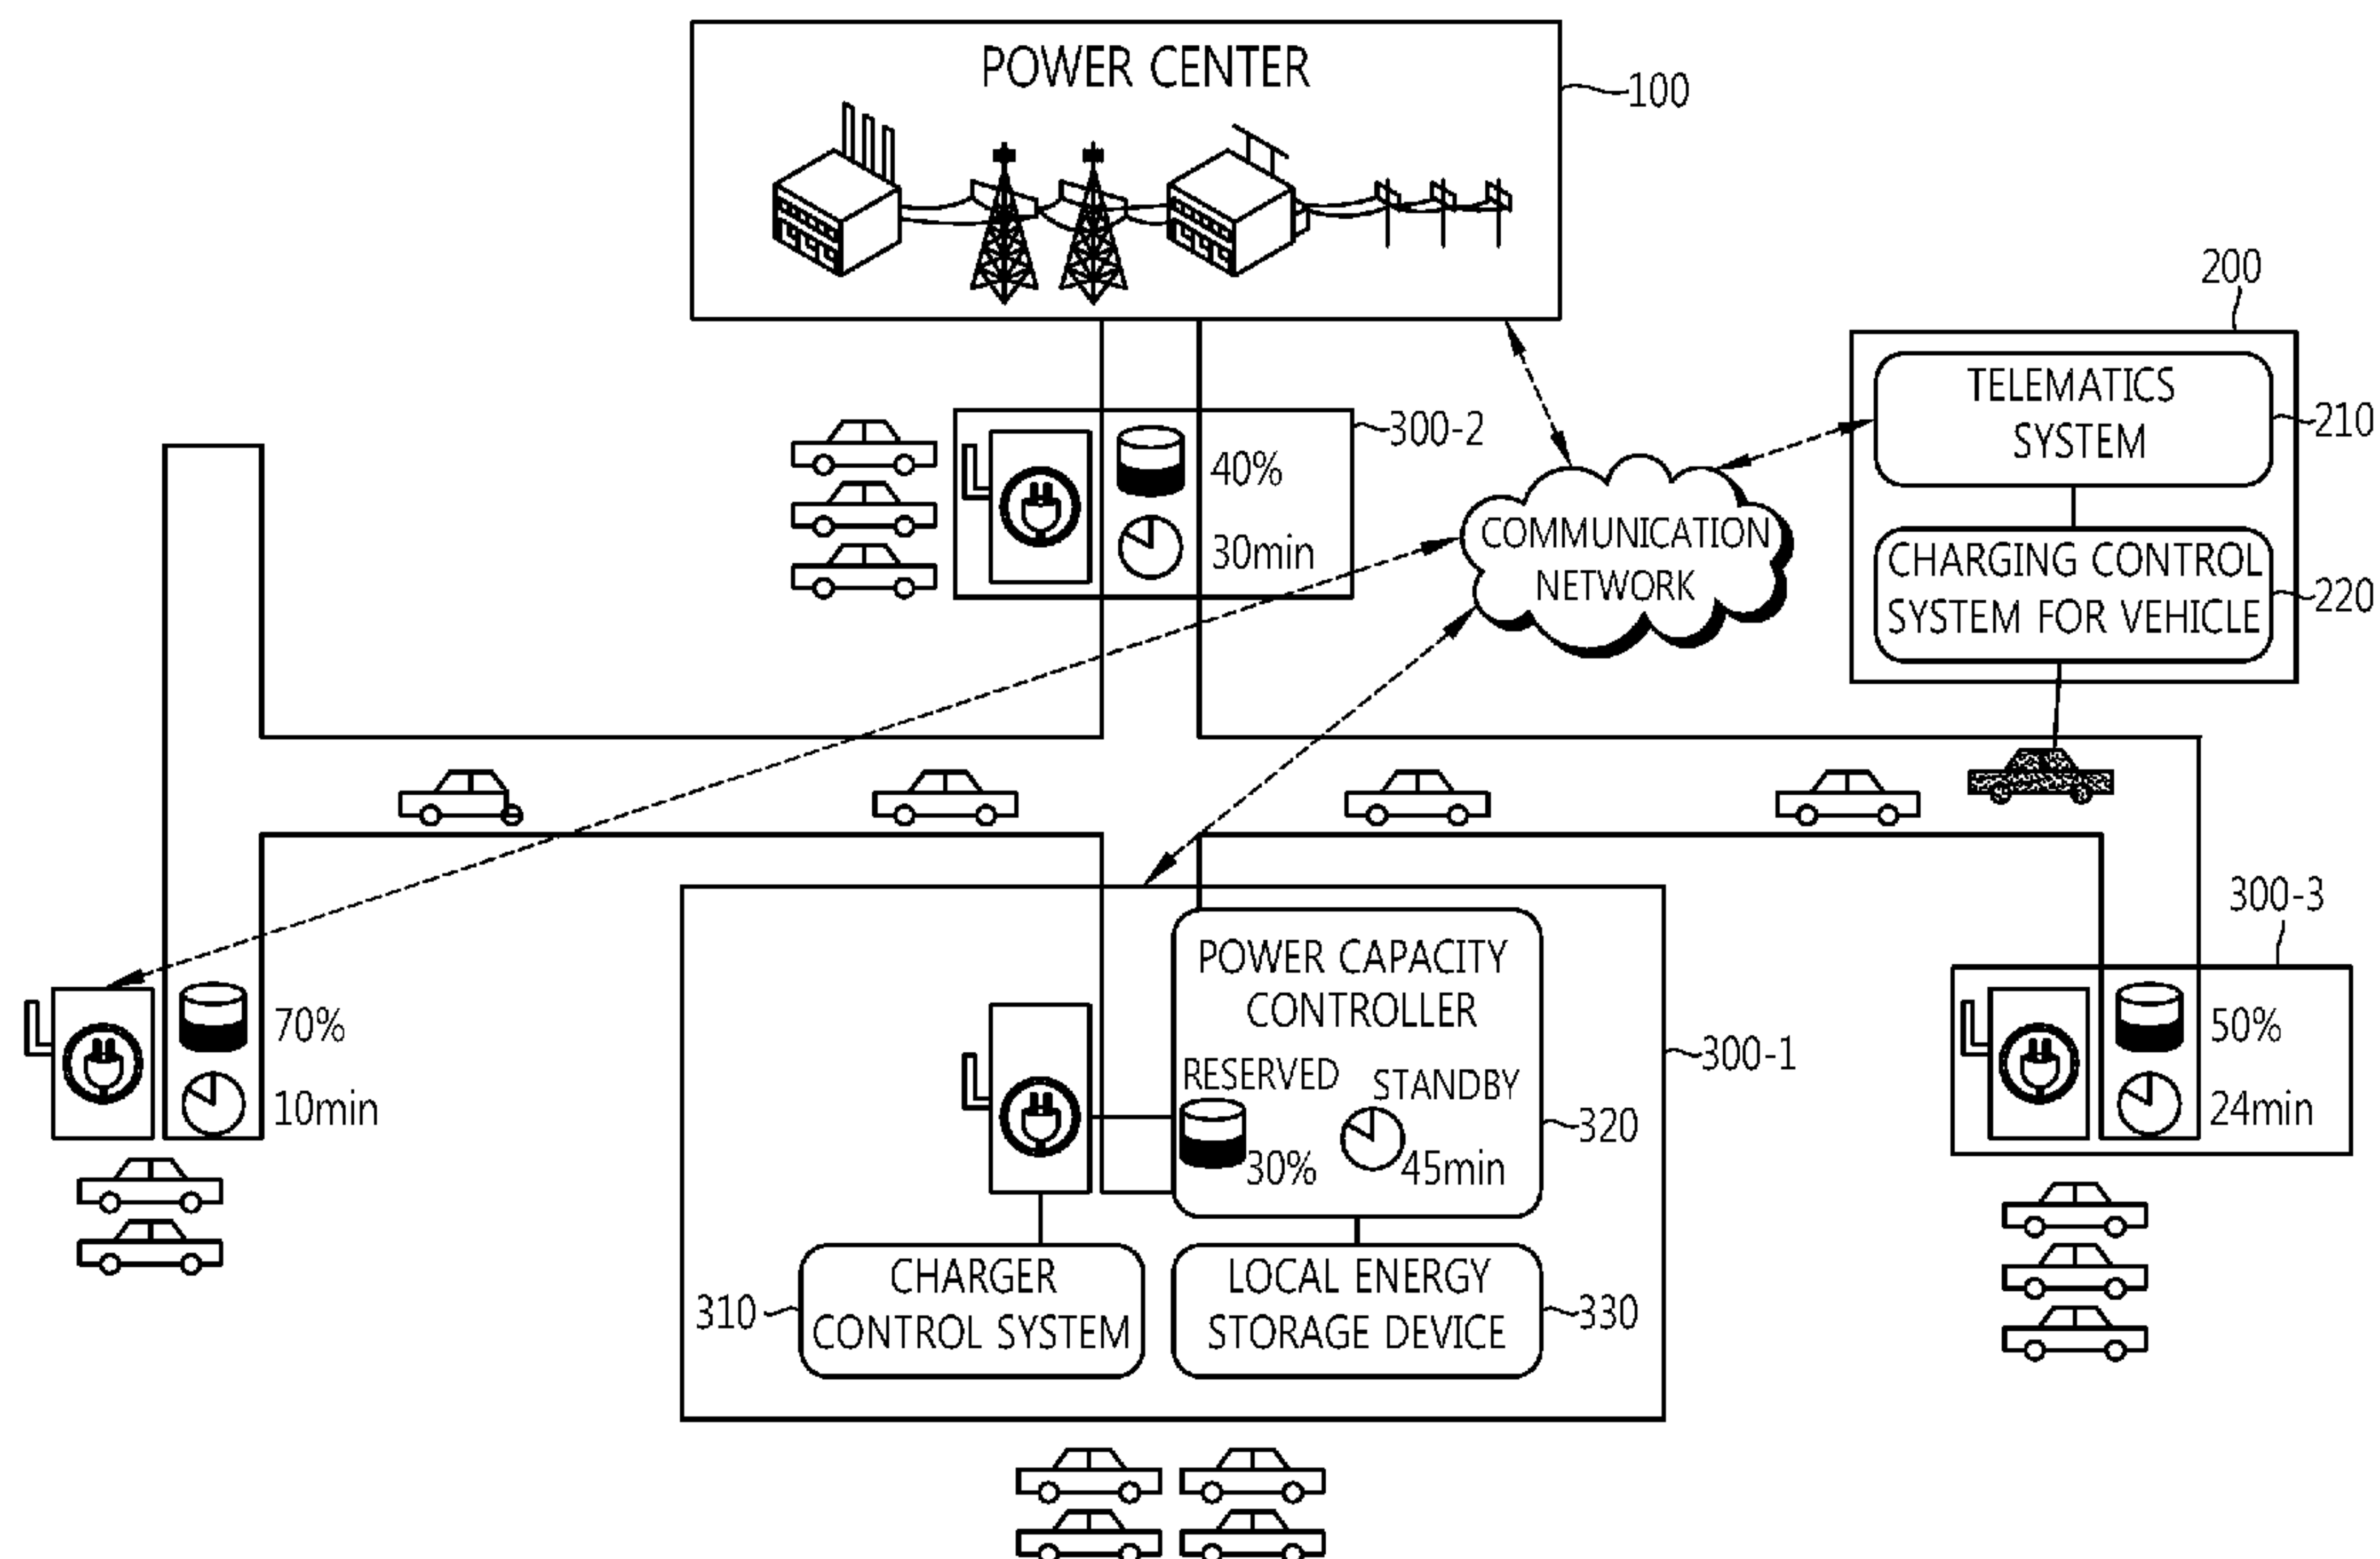 POWER CENTER
100
200
TELEMATICS
SYSTEM
210
300-2
40%
30min
COMMUNICATION
NETWORK
CHARGING CONTROL
SYSTEM FOR VEHICLE
220
300-3
POWER CAPACITY
CONTROLLER
70%
10min
300-1
50%
24min
RESERVED
STANDBY
30%
45min
320
CHARGER
CONTROL SYSTEM
310
LOCAL ENERGY
STORAGE DEVICE
330